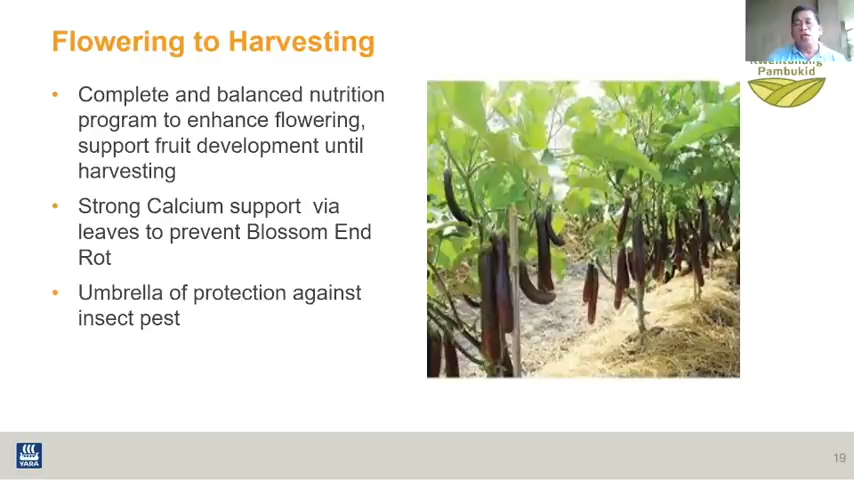 Flowering to Harvesting
Pambukid
• Complete and balanced nutrition
program to enhance flowering,
support fruit development until
harvesting
• Strong Calcium support via
leaves to prevent Blossom End
Rot
• Umbrella of protection against
insect pest
YARA
19